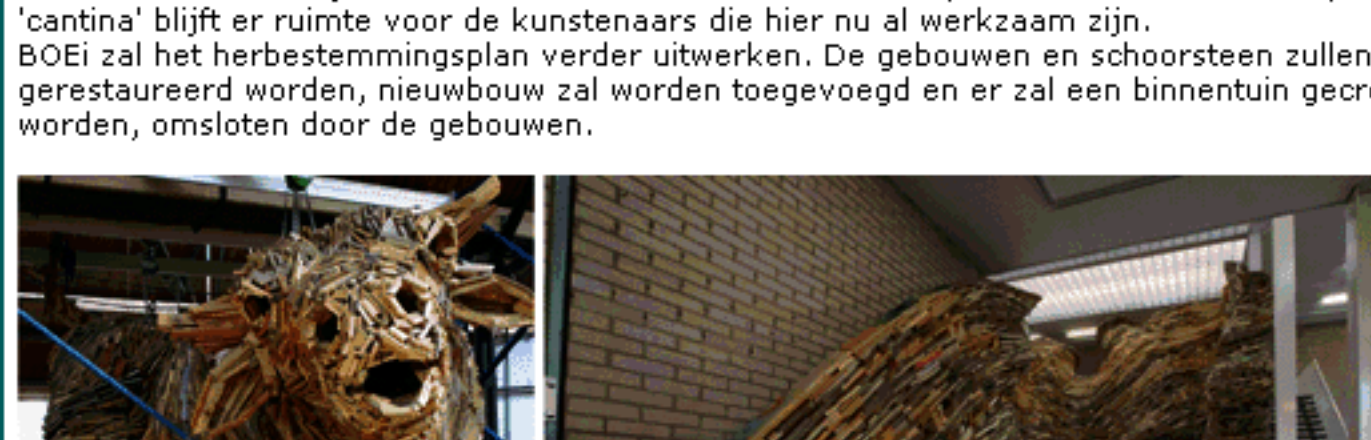 'cantina' blijft er ruimte voor de kunstenaars die hier nu al werkzaam zijn.
BOEi zal het herbestemmingsplan verder uitwerken. De gebouwen en schoorsteen zullen
gerestaureerd worden, nieuwbouw zal worden toegevoegd en er zal een binnentuin
worden, omsloten door de gebouwen.